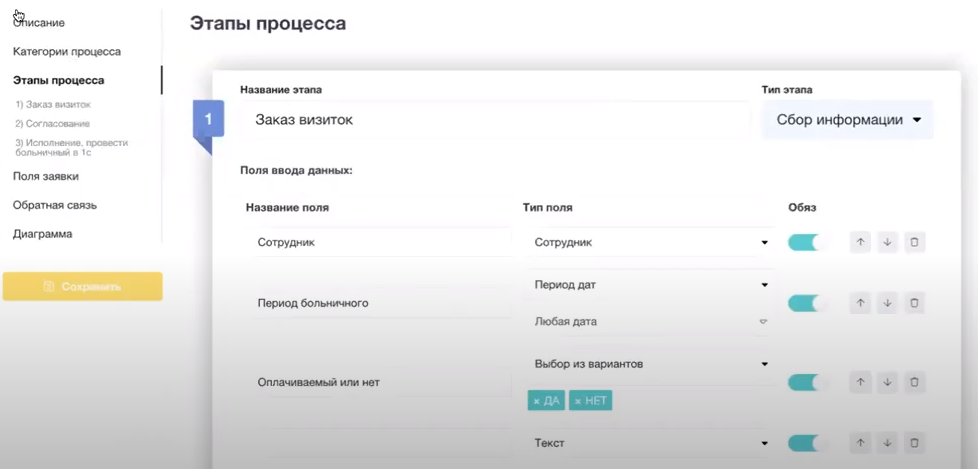 Описание
Категории процесса
Этапы процесса
1) Заказ визиток
2) Согласование
3) Исполнение, провести
больничный в 1с
Поля заявки
Обратная связь
Диаграмма
Сохранить
Этапы процесса
Название этапа
Тип этапа
1
Заказ визиток
Сбор информации
Поля ввода данных:
Название поля
Тип поля
Обяз
Сотрудник
Сотрудник
Период больничного
Период дат
Любая дата
Оплачиваемый или нет
Выбор из вариантов
× ДА × НЕТ
Текст